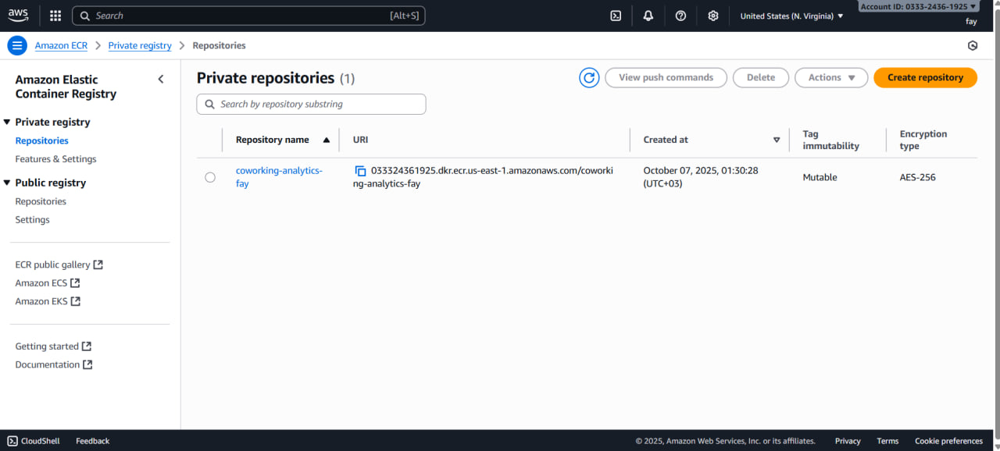 aws
Search
[Alt+S]
United States (N. Virginia)
Account ID: 0333-2436-1925
fay
Amazon ECR
Private registry
Repositories
Amazon Elastic
Container Registry
Private registry
Repositories
Features & Settings
Public registry
Repositories
Settings
ECR public gallery
Amazon ECS
Amazon EKS
Getting started
Documentation
Private repositories (1)
View push commands
Delete
Actions
Create repository
Search by repository substring
Repository name
URI
Created at
Tag
immutability
Encryption
type
coworking-analytics-
fay
033324361925.dkr.ecr.us-east-1.amazonaws.com/coworki
ng-analytics-fay
October 07, 2025, 01:30:28
(UTC+03)
Mutable
AES-256
CloudShell
Feedback
© 2025, Amazon Web Services, Inc. or its affiliates.
Privacy
Terms
Cookie preferences